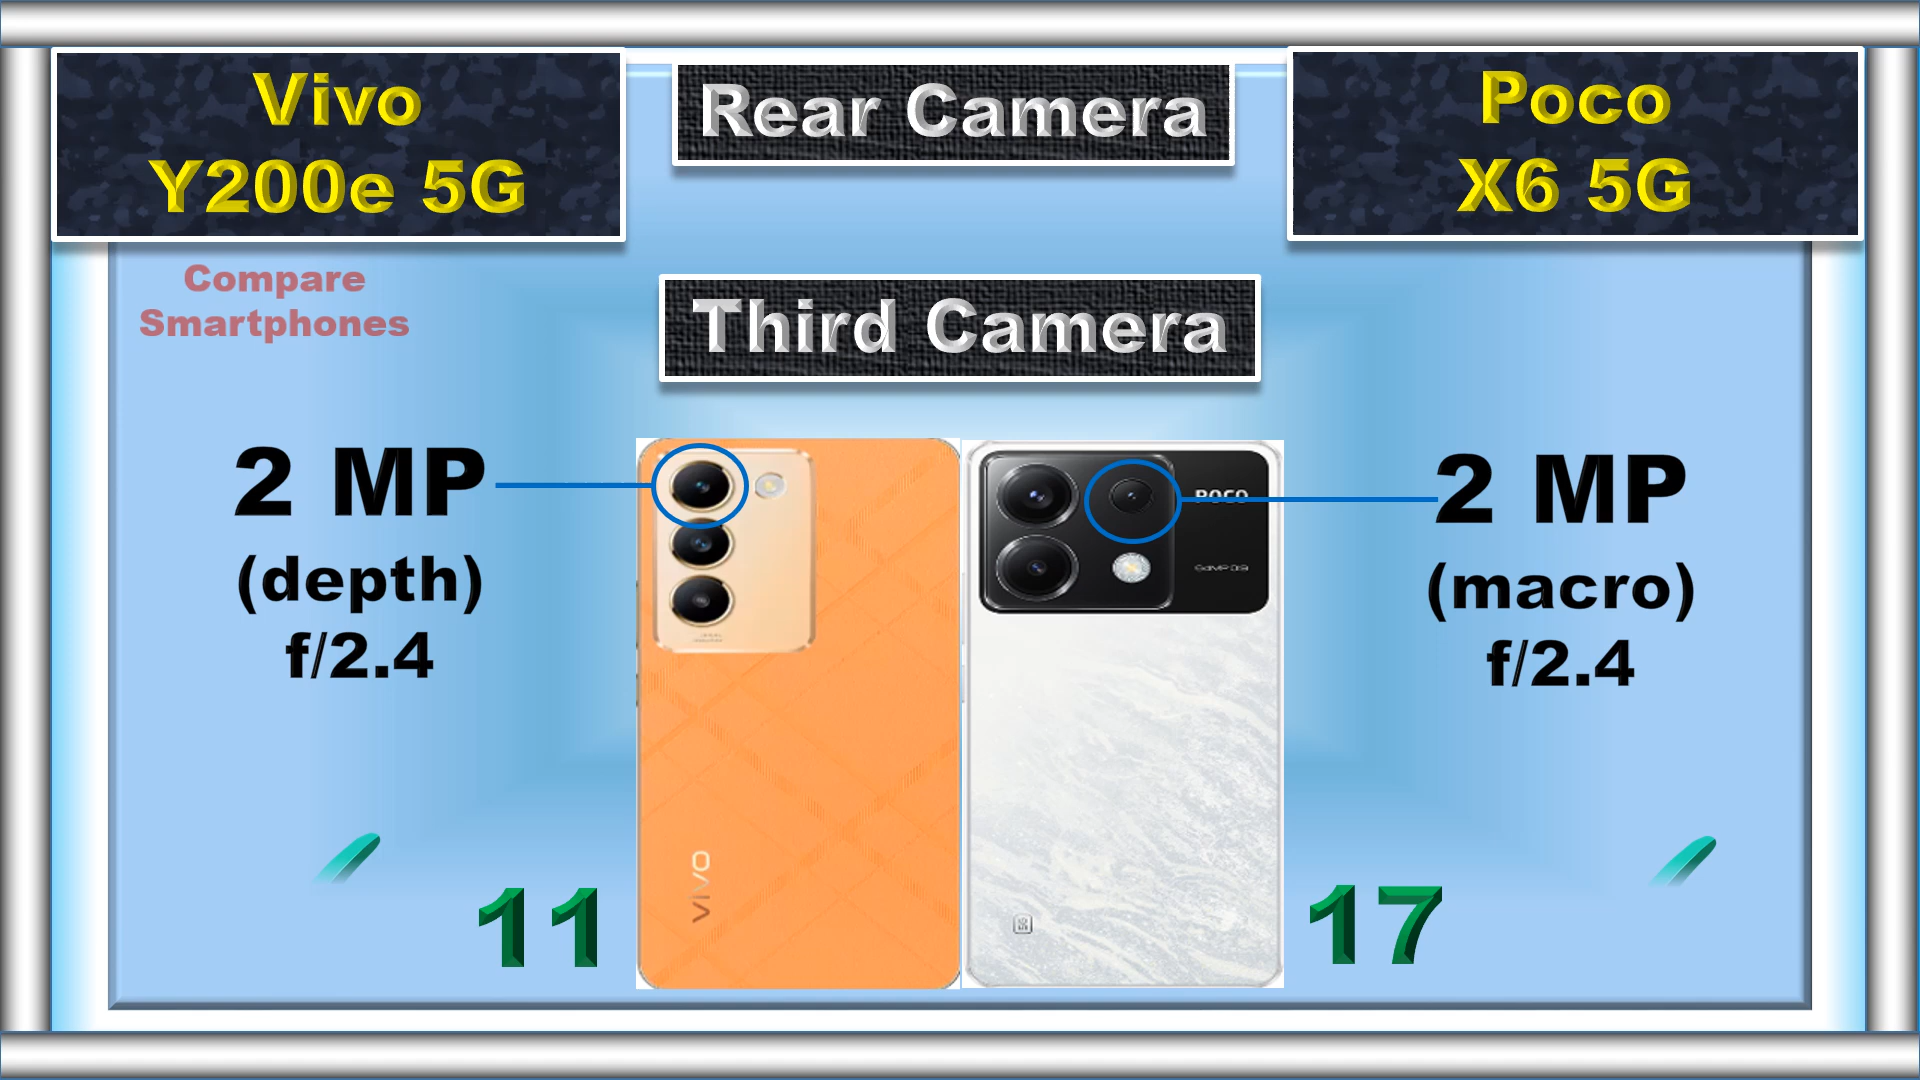 Vivo
Y200e 5G
Rear Camera
Poco
X6 5G
Compare
Smartphones
Third Camera
2 MP
(depth)
f/2.4
POCO
2 MP
(macro)
f/2.4
vivo
11
17